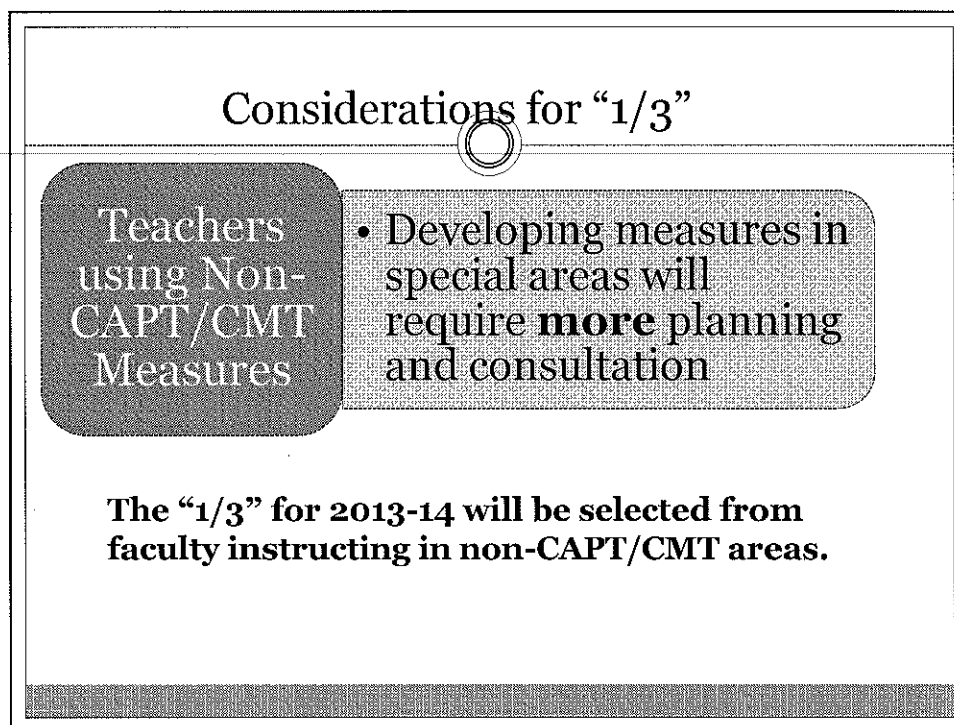 Considerations for “1/3”
Teachers
using Non-
CAPT/CMT
Measures
• Developing measures in
special areas will
require more planning
and consultation
The “1/3” for 2013-14 will be selected from
faculty instructing in non-CAPT/CMT areas.